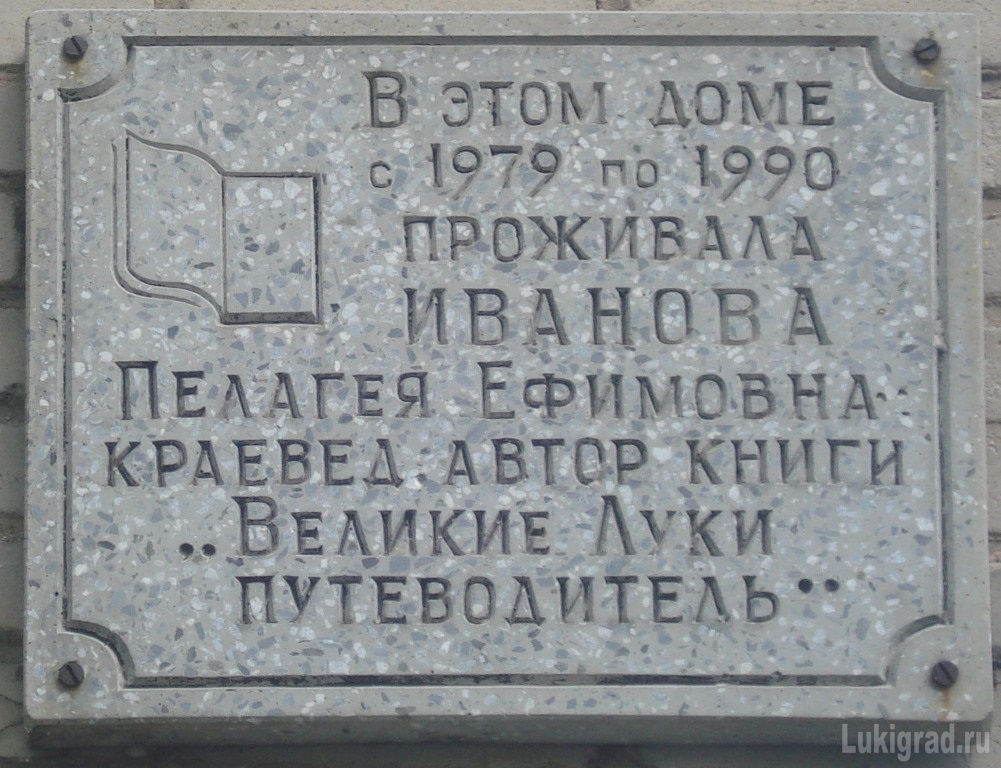 В ЭТОМ ДОМЕ
с 1979 по 1990
ПРОЖИВАЛА
ИВАНОВА
ПЕЛАГЕЯ ЕФИМОВНА
КРАЕВЕД АВТОР КНИГИ
„ВЕЛИКИЕ ЛУКИ
ПУТЕВОДИТЕЛЬ"
Lukigrad.ru